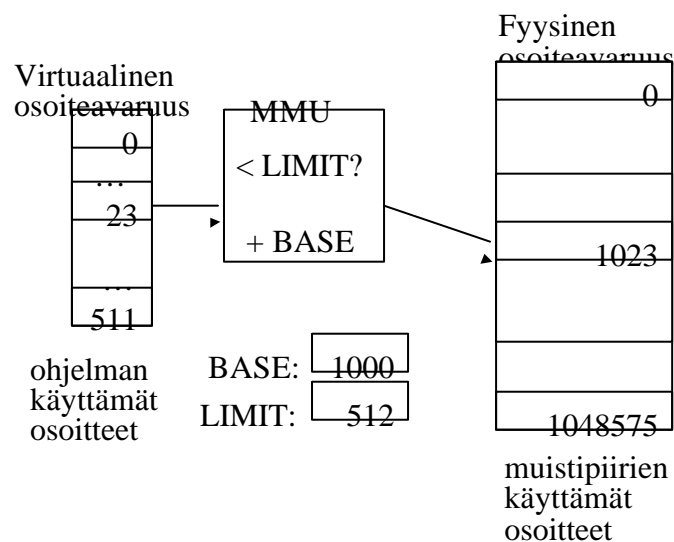 Virtuaalinen
osoiteavaruus
0
…
23
…
511
ohjelman
käyttämät
osoitteet
MMU
< LIMIT?
+ BASE
BASE: 1000
LIMIT: 512
Fyysinen
osoiteavaruus
0
1023
1048575
muistipiirien
käyttämät
osoitteet